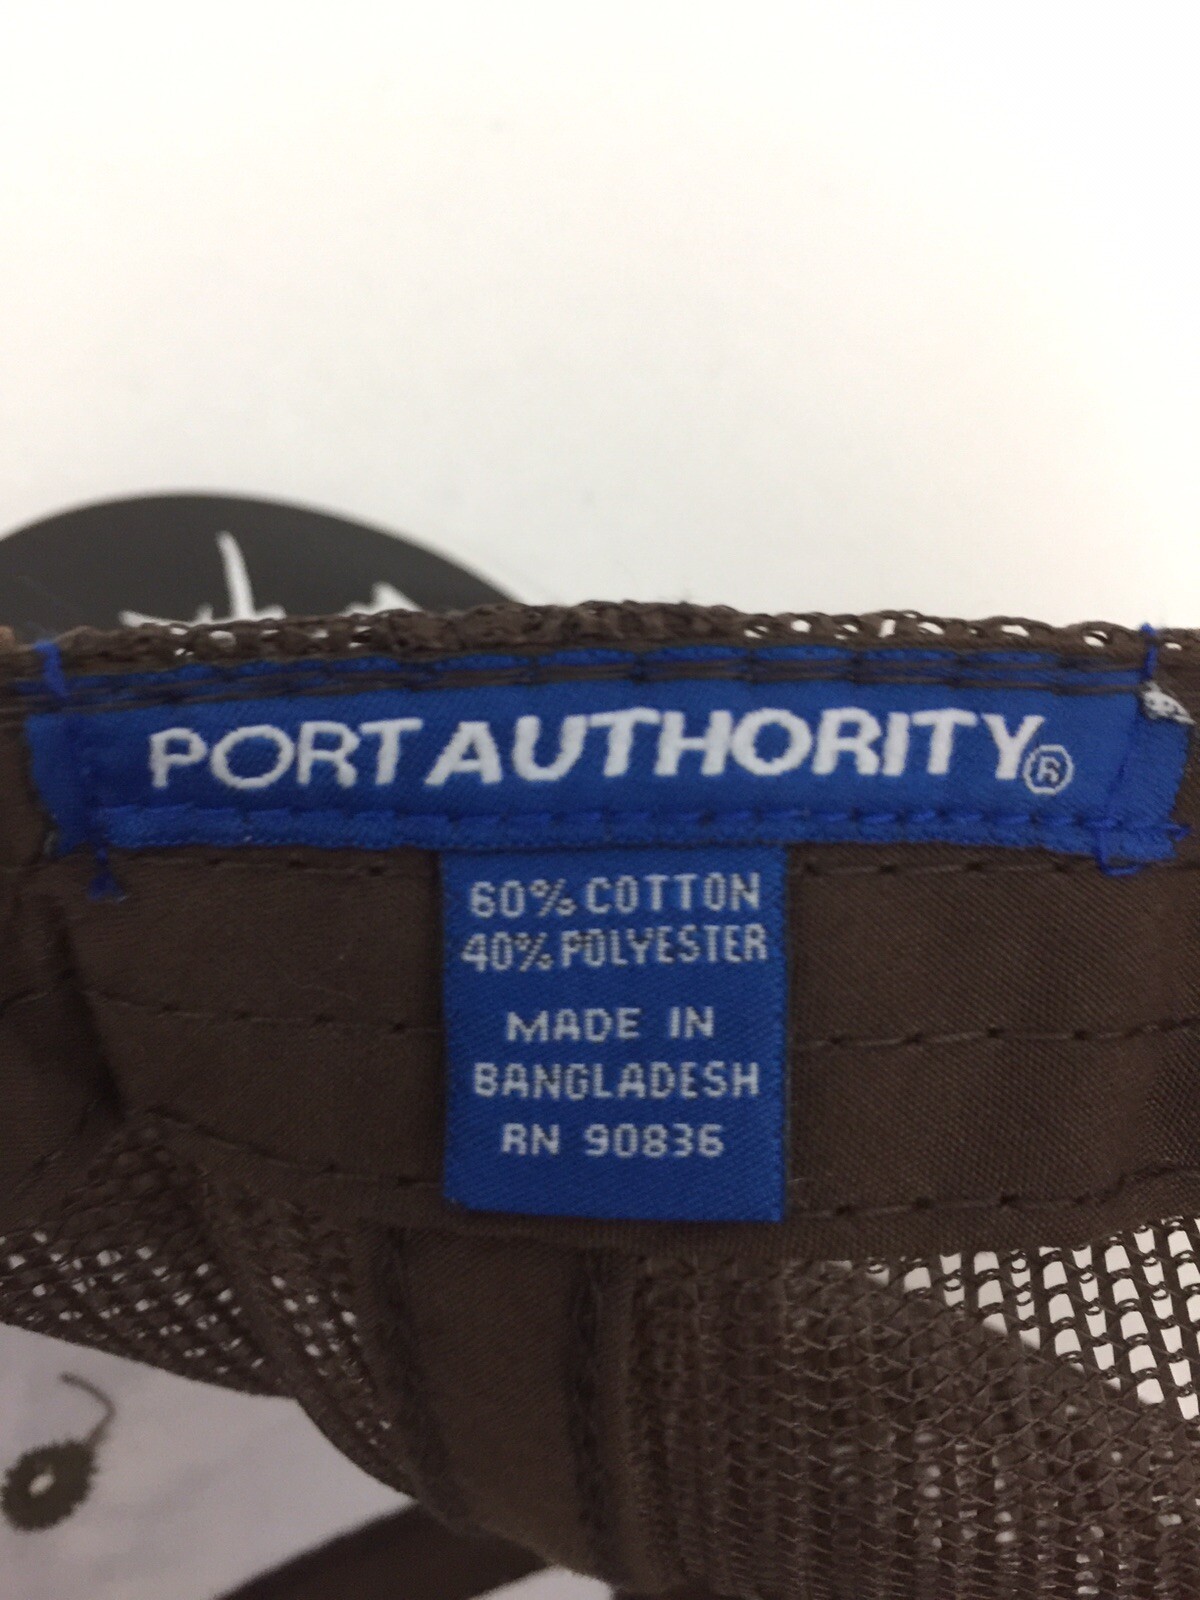 PORT AUTHORITY®
60% COTTON
40% POLYESTER
MADE IN
BANGLADESH
RN 90836